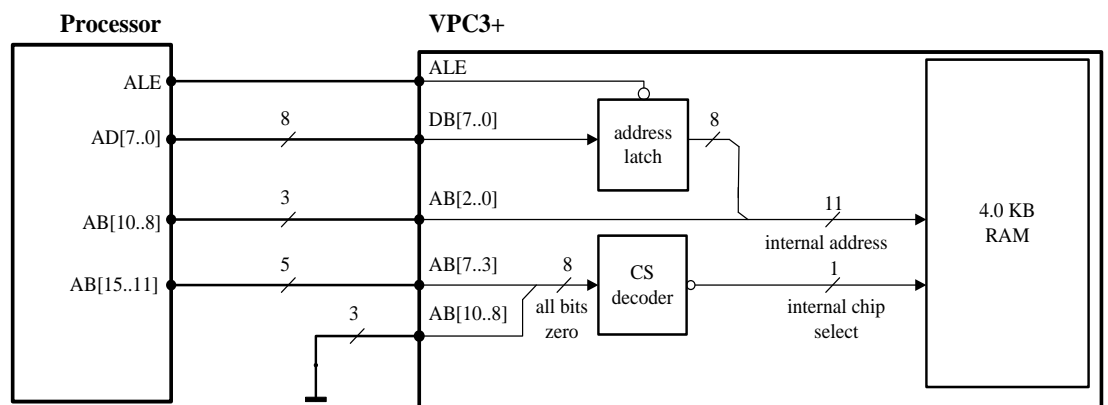 Processor
VPC3+
ALE
ALE
AD[7..0]
8
DB[7..0]
address
latch
8
AB[10..8]
3
AB[2..0]
11
internal address
4.0 KB
RAM
AB[15..11]
5
AB[7..3]
8
all bits
zero
CS
decoder
1
internal chip
select
3
AB[10..8]